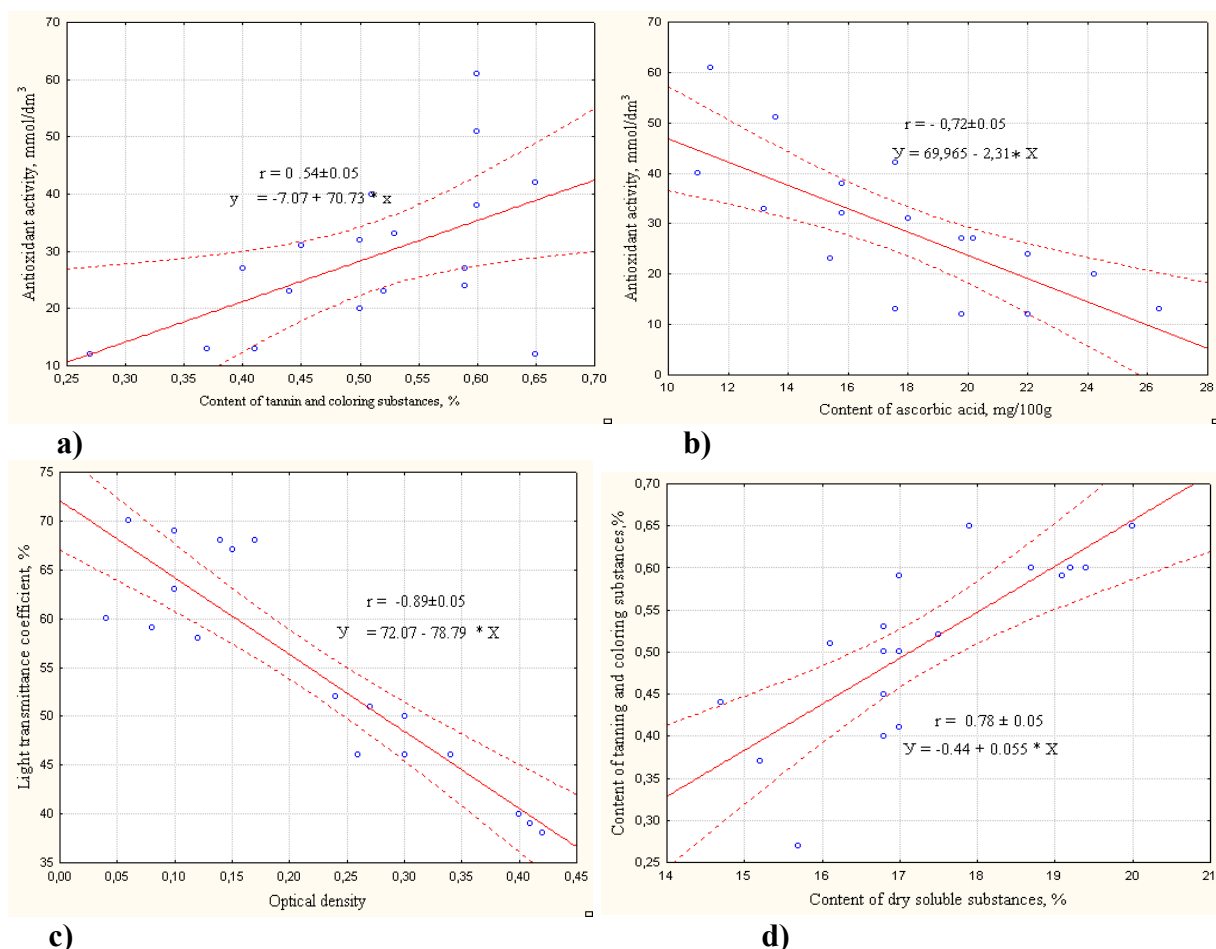 70
60
50
40
30
20
10
Antioxidant activity, mmol/dm³
r = 0 .54±0.05
y = -7.07 + 70.73 * x
0,25 0,30 0,35 0,40 0,45 0,50 0,55 0,60 0,65 0,70
Content of tannin and coloring substances, %
a)
70
60
50
40
30
20
10
0
Antioxidant activity, mmol/dm³
r = - 0,72±0.05
У = 69,965 - 2,31* X
10 12 14 16 18 20 22 24 26 28
Content of ascorbic acid, mg/100g
b)
75
70
65
60
55
50
45
40
35
Light transmittance coefficient, %
r = -0.89±0.05
У = 72.07 - 78.79 * X
0,00 0,05 0,10 0,15 0,20 0,25 0,30 0,35 0,40 0,45
Optical density
c)
0,70
0,65
0,60
0,55
0,50
0,45
0,40
0,35
0,30
0,25
Content of tanning and coloring substances,%
r = 0.78 ± 0.05
У = -0.44 + 0.055 * X
14 15 16 17 18 19 20 21
Content of dry soluble substances, %
d)